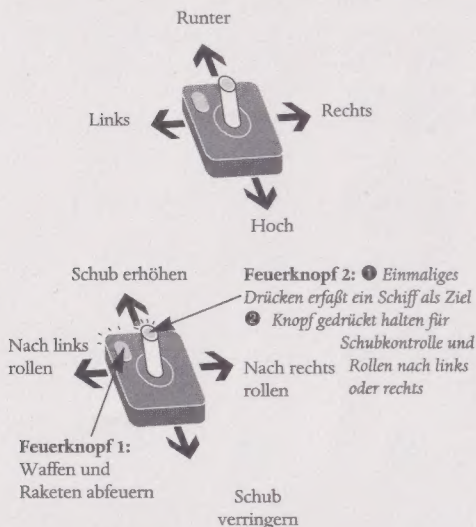 Runter
Links
Rechts
Hoch
Schub erhöhen
Feuerknopf 2: ❶ Einmaliges
Drücken erfaßt ein Schiff als Ziel
❷ Knopf gedrückt halten für
Schubkontrolle und
Rollen nach links
oder rechts
Nach links
rollen
Nach rechts
rollen
Feuerknopf 1:
Waffen und
Raketen abfeuern
Schub
verringern